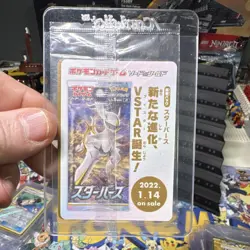 ポケモンカードゲーム ソード&シールド
スターバース
拡張パック スターバース
新たな進化、
VSTAR誕生！
2022.
1.14
on sale
NINJAGO